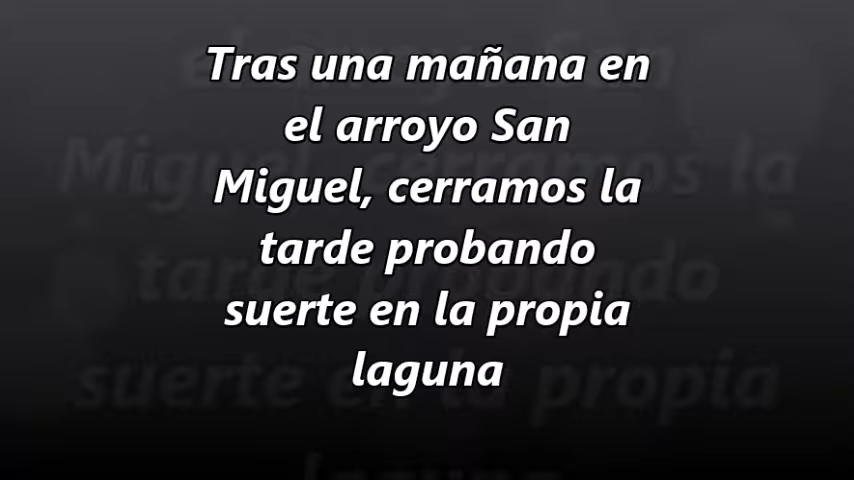 Tras una mañana en
el arroyo San
Miguel, cerramos la
tarde probando
suerte en la propia
laguna